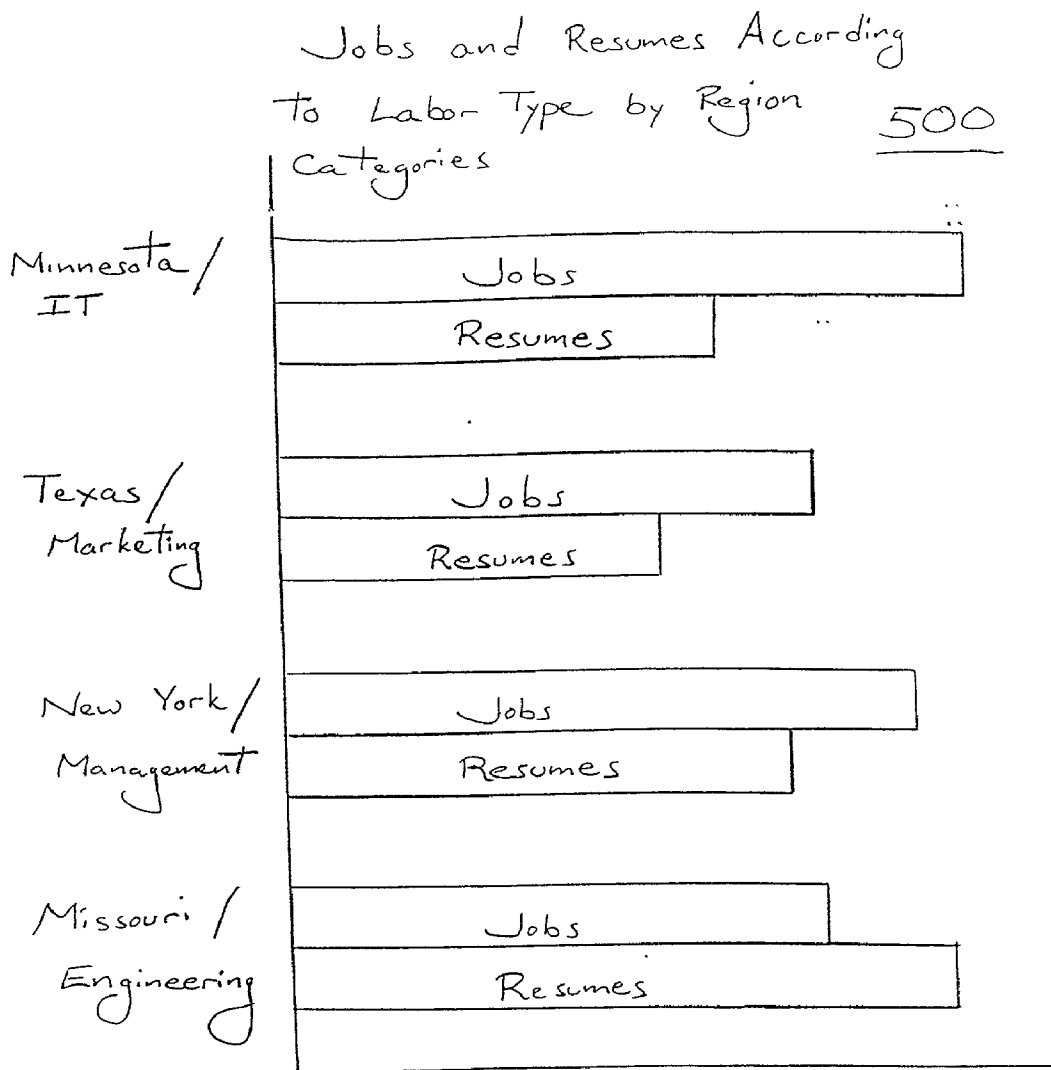 Jobs and Resumes According
To Labor Type by Region
Categories
500
Minnesota/
IT
Jobs
Resumes
Texas/
Marketing
Jobs
Resumes
New York/
Management
Jobs
Resumes
Missouri/
Engineering
Jobs
Resumes